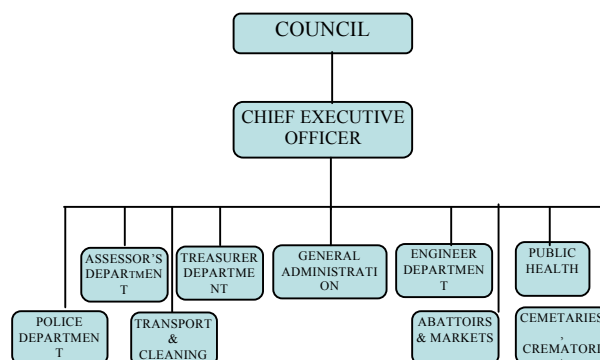 COUNCIL
CHIEF EXECUTIVE
OFFICER
ASSESSOR'S
DEPARTMEN
T
TREASURER
DEPARTME
NT
GENERAL
ADMINISTRATI
ON
ENGINEER
DEPARTMEN
T
PUBLIC
HEALTH
POLICE
DEPARTMEN
T
TRANSPORT
&
CLEANING
ABATTOIRS
& MARKETS
CEMETARIES
,
CREMATORI